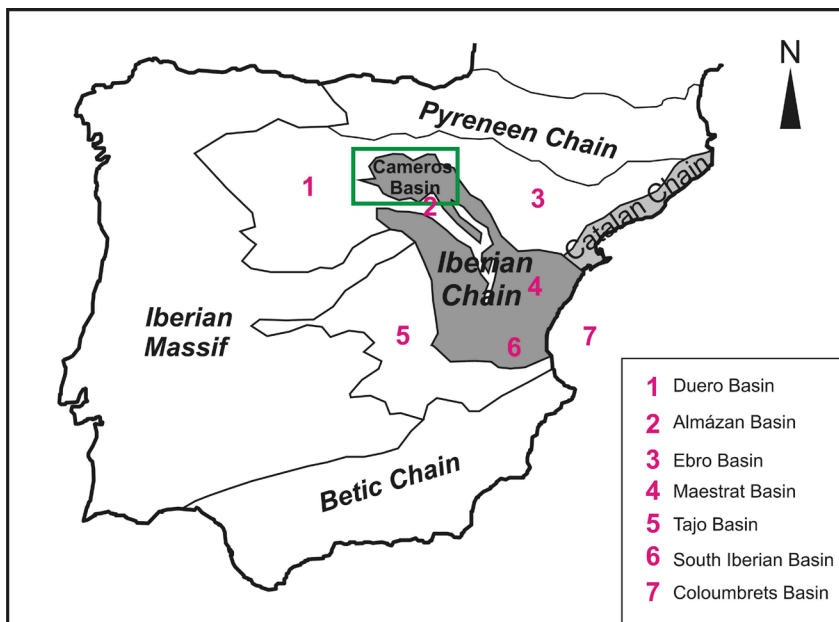 N
Pyreneen Chain
Cameros
Basin
1
2
3
Catalan Chain
Iberian
Chain
4
Iberian
Massif
5
6
7
Betic Chain
1 Duero Basin
2 Almázan Basin
3 Ebro Basin
4 Maestrat Basin
5 Tajo Basin
6 South Iberian Basin
7 Coloumbrets Basin